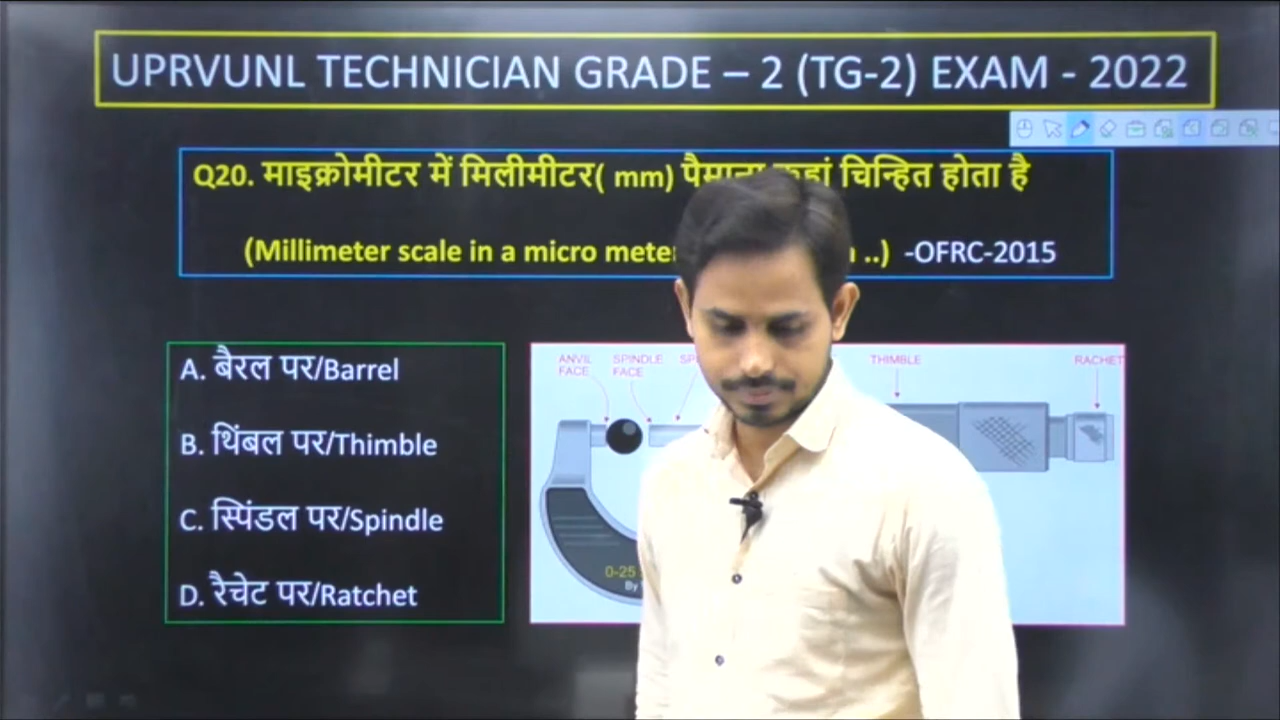 UPRVUNL TECHNICIAN GRADE – 2 (TG-2) EXAM - 2022
Q20. माइक्रोमीटर में मिलीमीटर( mm) चिन्हित होता है
(Millimeter scale in a micro ..) -OFRC-2015
A. बैरल पर/Barrel
B. थिंबल पर/Thimble
C. स्पिंडल पर/Spindle
D. रैचेट पर/Ratchet
ANVIL FACE
SPINDLE FACE
THIMBLE
RACHET
0-25
By